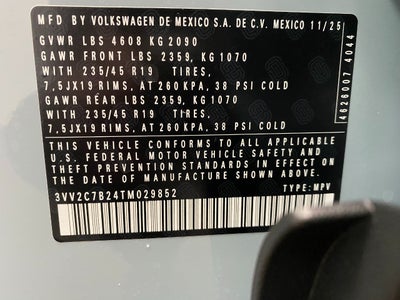 MFD BY VOLKSWAGEN DE MEXICO S.A. DE C.V. MEXICO 11/25
GVWR LBS 4608 KG 2090
GAWR FRONT LBS 2359, KG 1070
WITH 235/45 R19 TIRES,
7,5JX19 RIMS, AT 260 KPA, 38 PSI COLD
GAWR REAR LBS 2359, KG 1070
WITH 235/45 R19 TIRES,
7,5JX19 RIMS, AT 260 KPA, 38 PSI COLD
THIS VEHICLE CONFORMS TO ALL APPLICABLE
U.S. FEDERAL MOTOR VEHICLE SAFETY AND
THEFT PREVENTION STANDARDS IN EFFECT ON
THE DATE OF MANUFACTURE SHOWN ABOVE.
3VV2C7B24TM029852 TYPE: MPV
4626007 4044